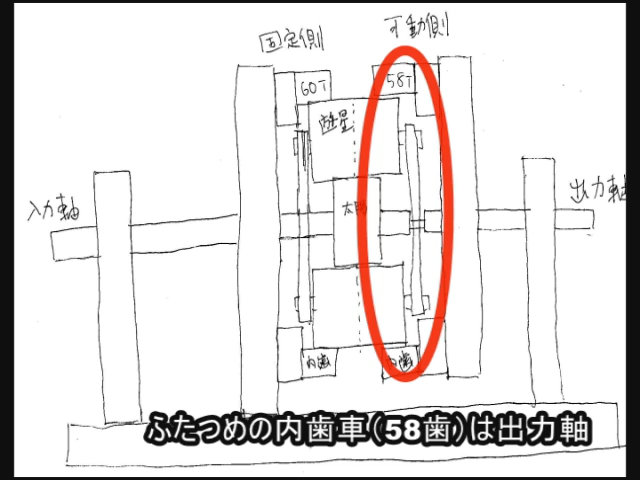 固定側
可動側
60T
58T
遊星
太陽
入力軸
出力軸
内歯
内歯
ふたつめの内歯車(58歯)は出力軸